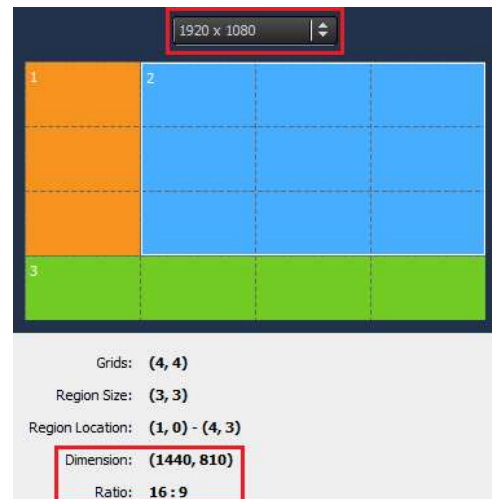 1920 x 1080
1 2
3
Grids: (4, 4)
Region Size: (3, 3)
Region Location: (1, 0) - (4, 3)
Dimension: (1440, 810)
Ratio: 16 : 9